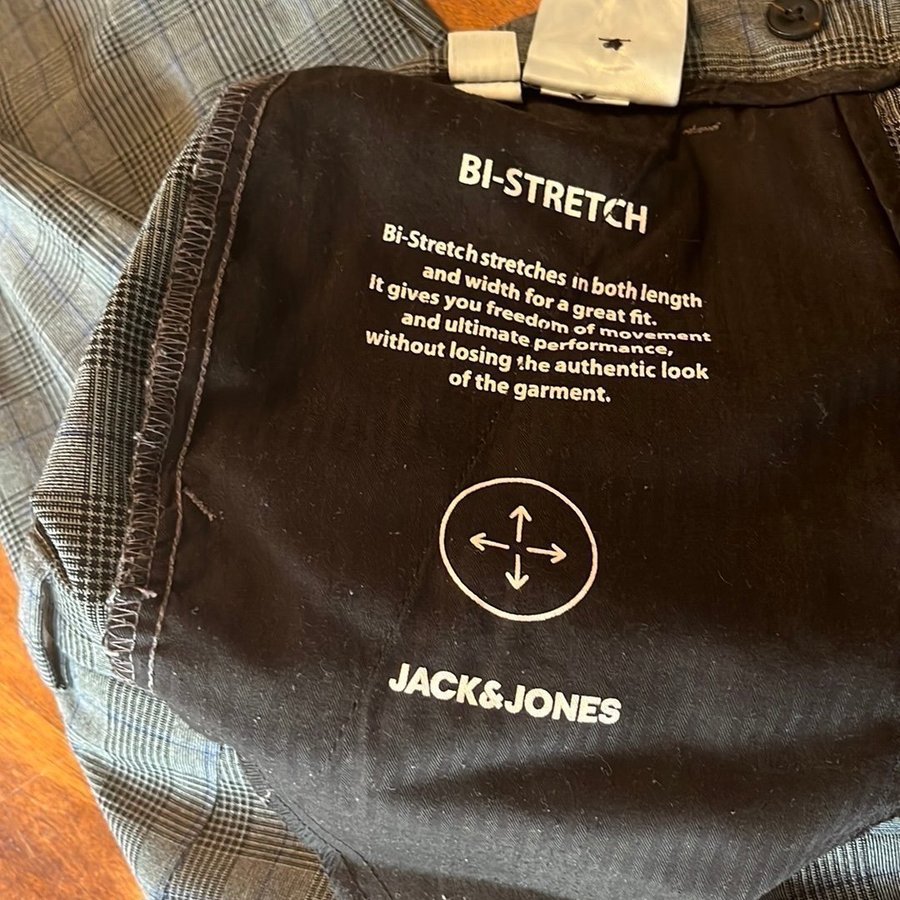 BI-STRETCH
Bi-Stretch stretches in both length
and width for a great fit.
It gives you freedom of movement
and ultimate performance,
without losing the authentic look
of the garment.
JACK&JONES